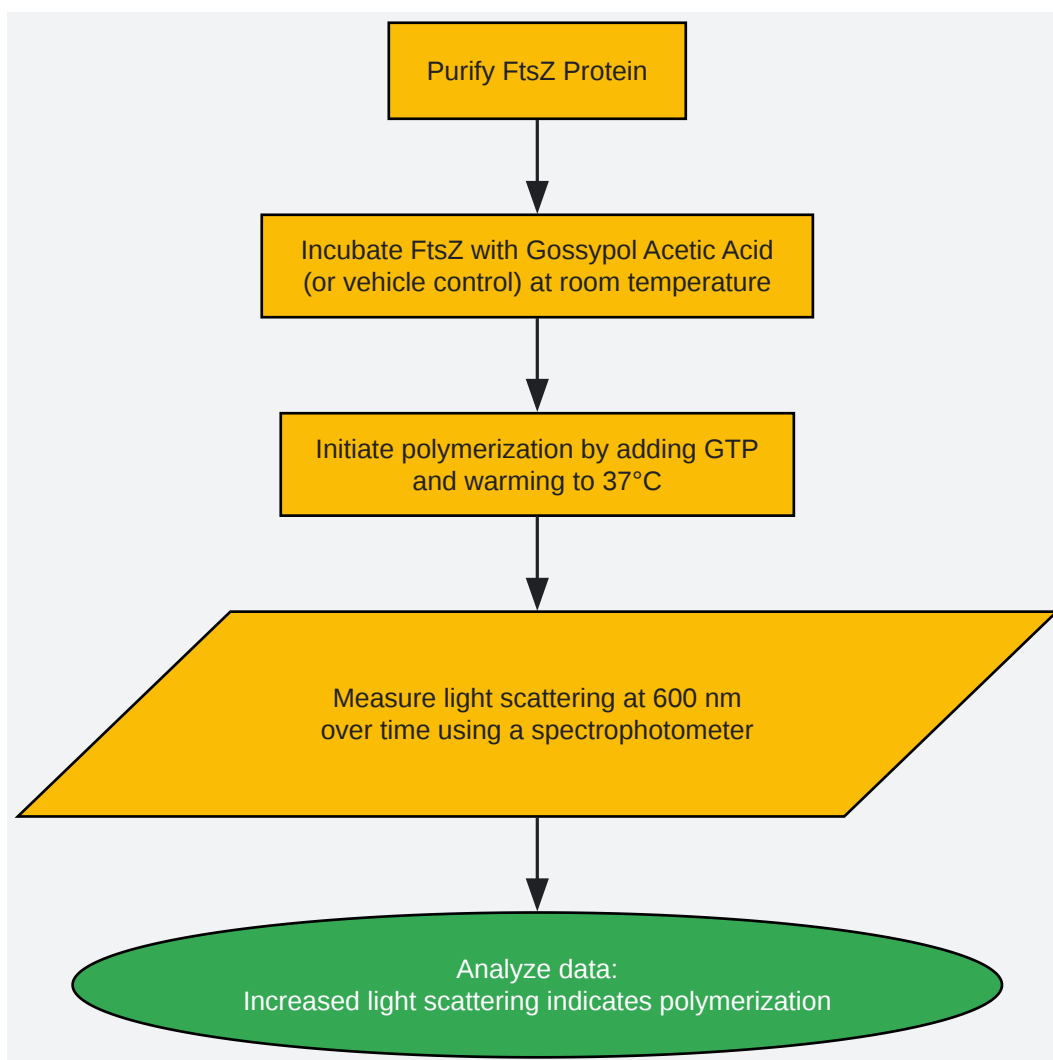 Purify FtsZ Protein
Incubate FtsZ with Gossypol Acetic Acid
(or vehicle control) at room temperature
Initiate polymerization by adding GTP
and warming to 37°C
Measure light scattering at 600 nm
over time using a spectrophotometer
Analyze data:
Increased light scattering indicates polymerization